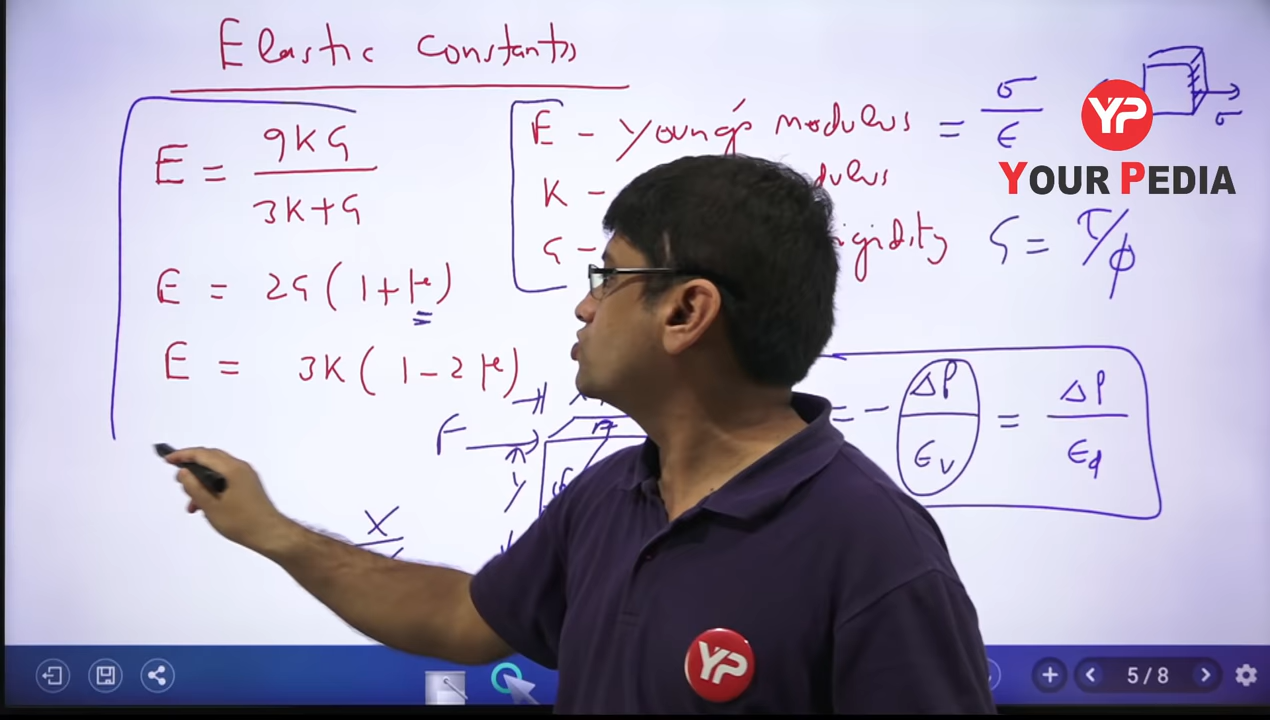 Elastic constants
E = 9KG / 3K+G
E = 2G ( 1 + μ )
E = 3K ( 1 - 2μ )
E - Young's modulus = σ / ϵ
K -
G -
G = τ/ϕ
σ
YP
YOUR PEDIA
= - ΔP / ϵv = ΔP / ϵd
F
y
x
YP
5 / 8